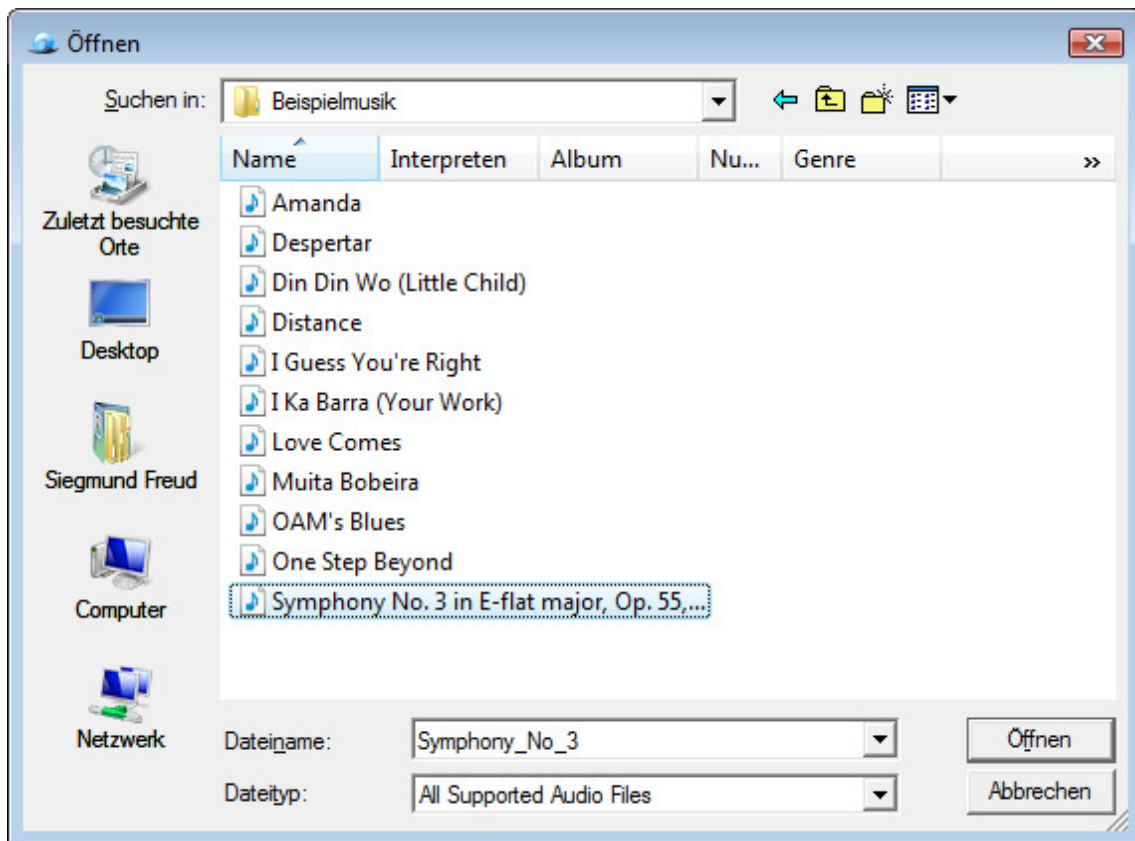 Öffnen
Suchen in:
Beispielmusik
Name Interpreten Album Nu... Genre »
Zuletzt besuchte
Orte
Desktop
Siegmund Freud
Computer
Netzwerk
Amanda
Despertar
Din Din Wo (Little Child)
Distance
I Guess You're Right
I Ka Barra (Your Work)
Love Comes
Muita Bobeira
OAM's Blues
One Step Beyond
Symphony No. 3 in E-flat major, Op. 55,...
Dateiname: Symphony_No_3 Öffnen
Dateityp: All Supported Audio Files Abbrechen